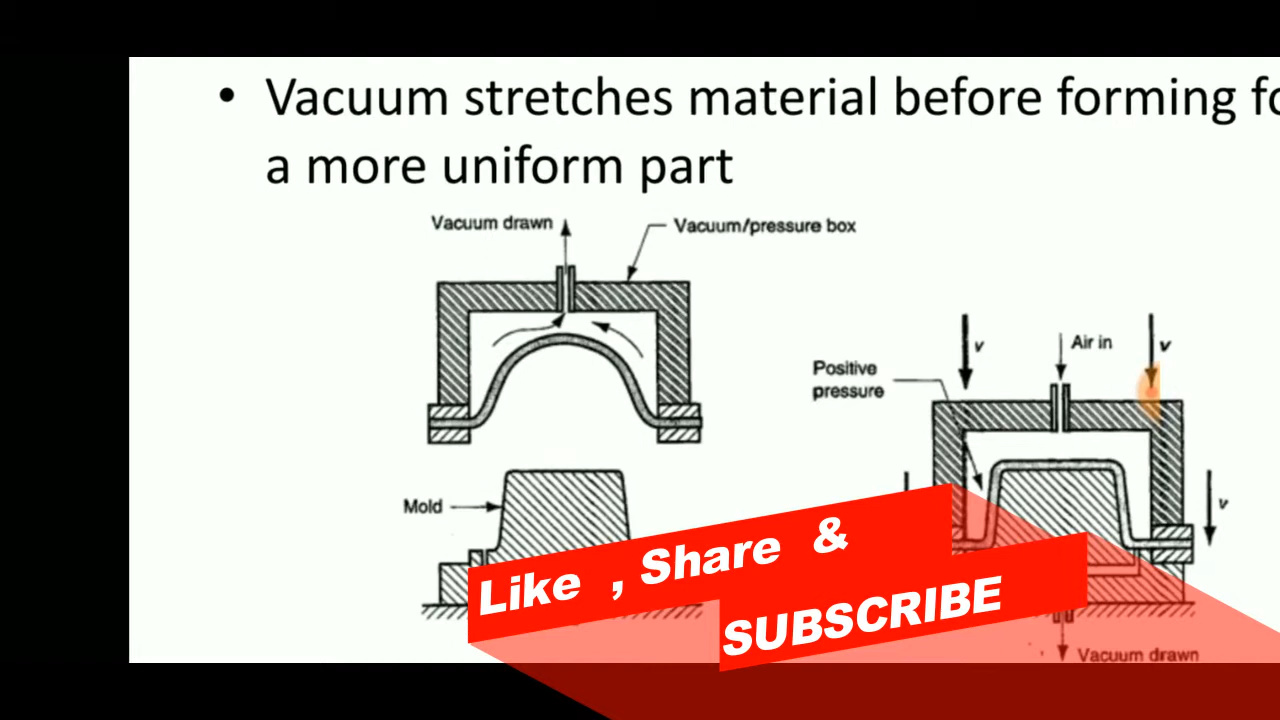 • Vacuum stretches material before forming
a more uniform part
Vacuum drawn
Vacuum/pressure box
v
Air in
v
Positive
pressure
Mold
v
Like , Share &
SUBSCRIBE
Vacuum drawn